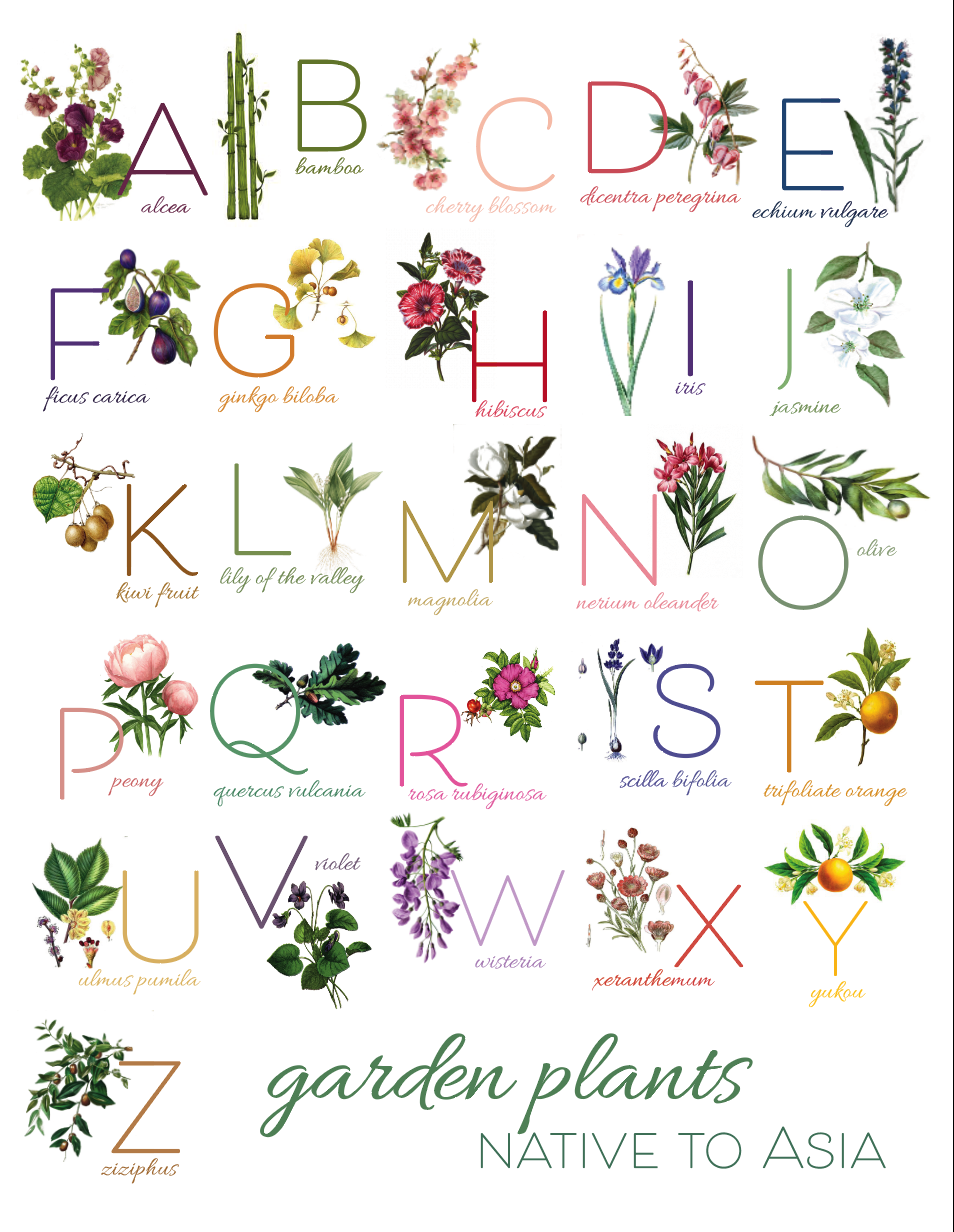 A
alcea
B
bamboo
C
cherry blossom
D
dicentra peregrina
E
echium vulgare
F
ficus carica
G
ginkgo biloba
H
hibiscus
I
iris
J
jasmine
K
kiwi fruit
L
lily of the valley
M
magnolia
N
nerium oleander
O
olive
P
peony
Q
quercus vulcania
R
rosa rubiginosa
S
scilla bifolia
T
trifoliate orange
U
ulmus pumila
V
violet
W
wisteria
X
xeranthemum
Y
yukou
Z
ziziphus
garden plants
NATIVE TO ASIA